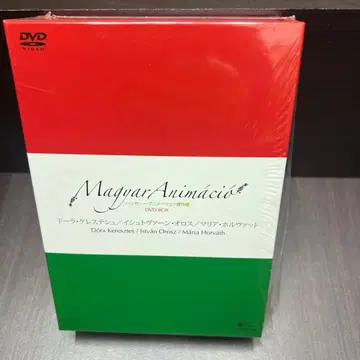 DVD
VIDEO
Magyar Animáció
ハンガリー・アニメーション傑作選
DVD BOX
ドーラ・ケレステシュ/イシュトヴァーン・オロス/マリア・ホルヴァット
Dóra Keresztes / István Orosz / Mária Horváth